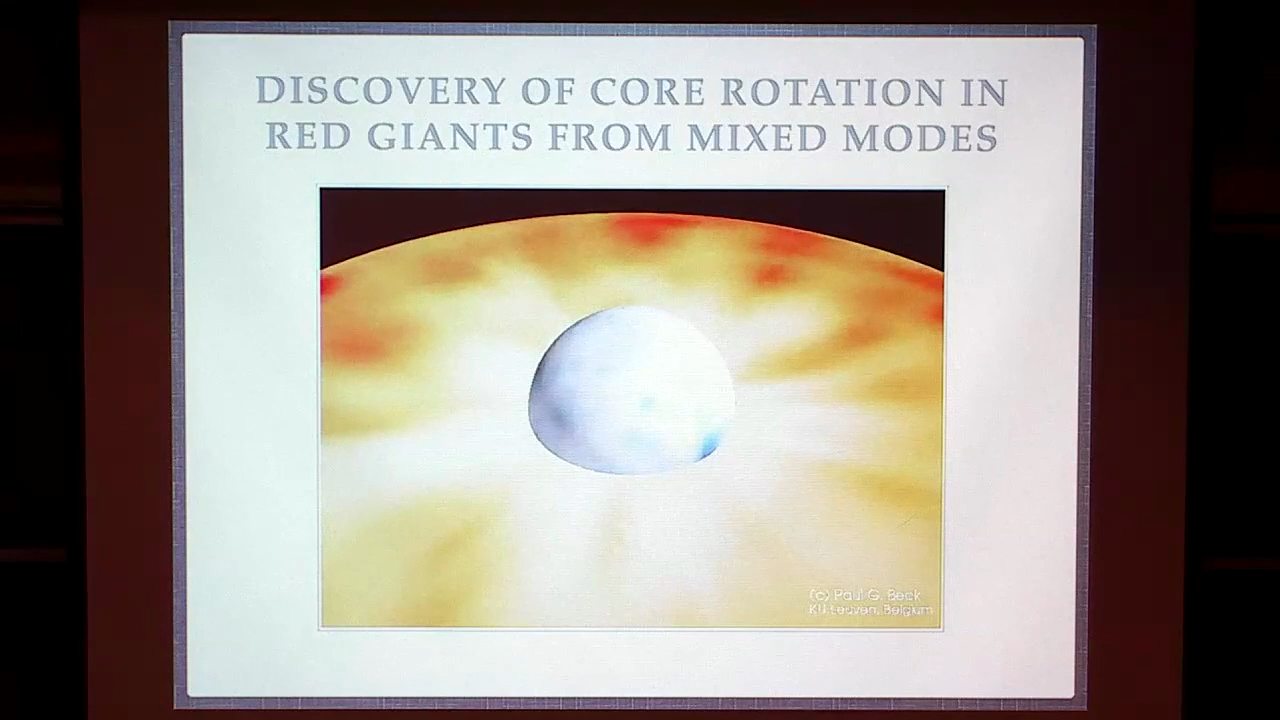 DISCOVERY OF CORE ROTATION IN
RED GIANTS FROM MIXED MODES
(c) Paul G. Beck
KU Leuven, Belgium